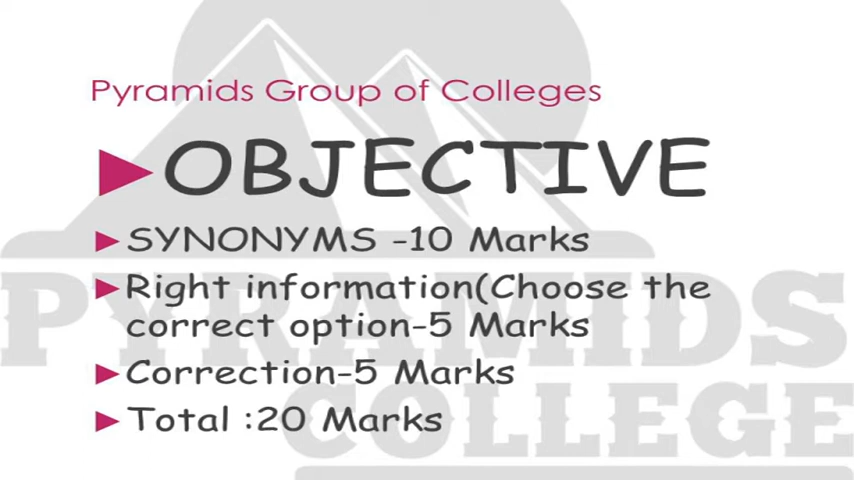 Pyramids Group of Colleges
OBJECTIVE
SYNONYMS -10 Marks
Right information(Choose the
correct option-5 Marks
Correction-5 Marks
Total :20 Marks
PYRAMIDS
COLLEGE